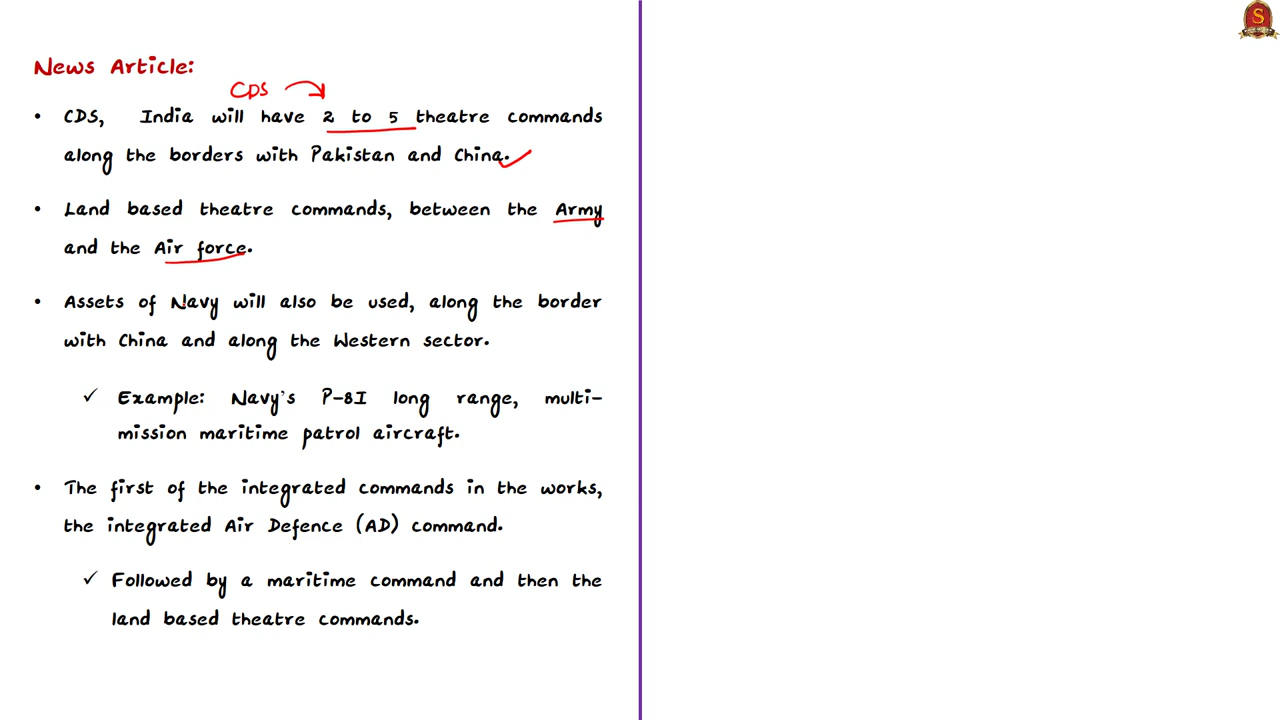 News Article:
CDS
• CDS, India will have 2 to 5 theatre commands
along the borders with Pakistan and China.
• Land based theatre commands, between the Army
and the Air force.
• Assets of Navy will also be used, along the border
with China and along the Western sector.
✓ Example: Navy's P-8I long range, multi-
mission maritime patrol aircraft.
• The first of the integrated commands in the works,
the integrated Air Defence (AD) command.
✓ Followed by a maritime command and then the
land based theatre commands.
S